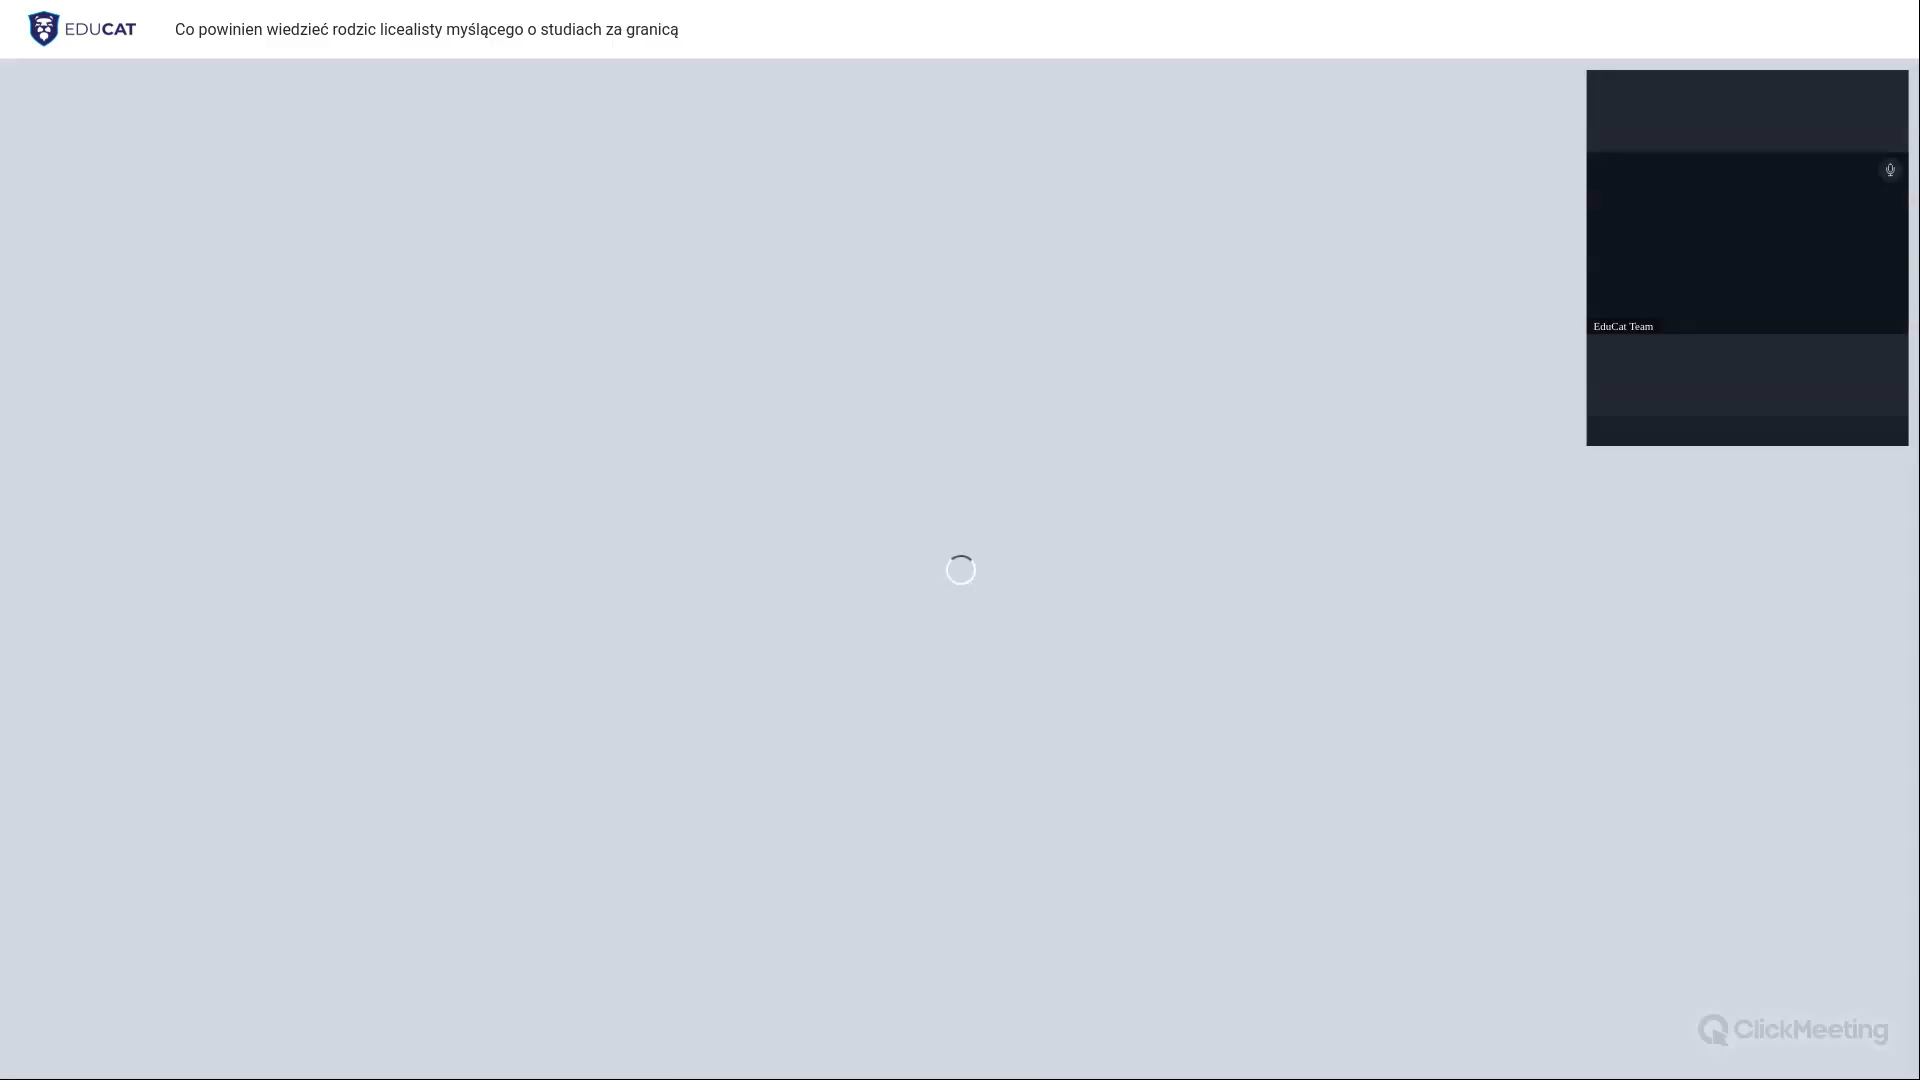 EDUCAT
Co powinien wiedzieć rodzic licealisty myślącego o studiach za granicą
EduCat Team
ClickMeeting